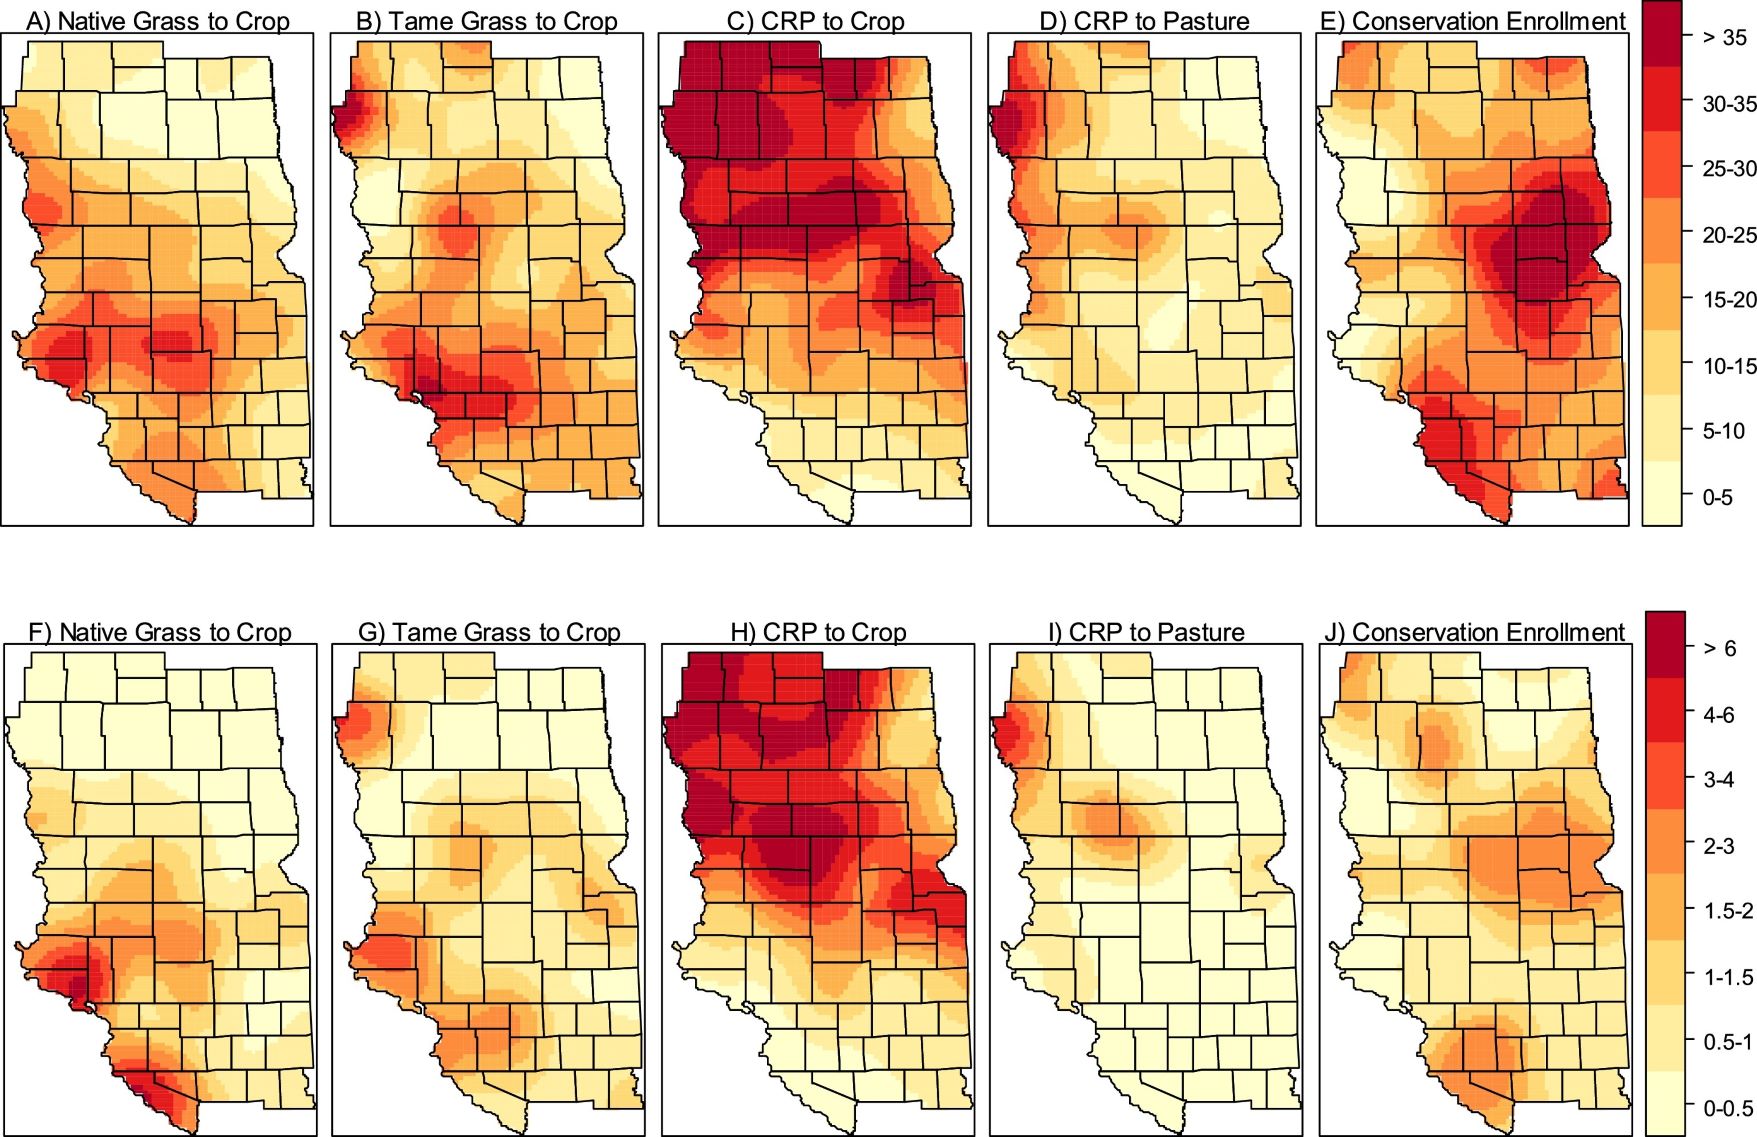 A) Native Grass to Crop
B) Tame Grass to Crop
C) CRP to Crop
D) CRP to Pasture
E) Conservation Enrollment
> 35
30-35
25-30
20-25
15-20
10-15
5-10
0-5
F) Native Grass to Crop
G) Tame Grass to Crop
H) CRP to Crop
I) CRP to Pasture
J) Conservation Enrollment
> 6
4-6
3-4
2-3
1.5-2
1-1.5
0.5-1
0-0.5